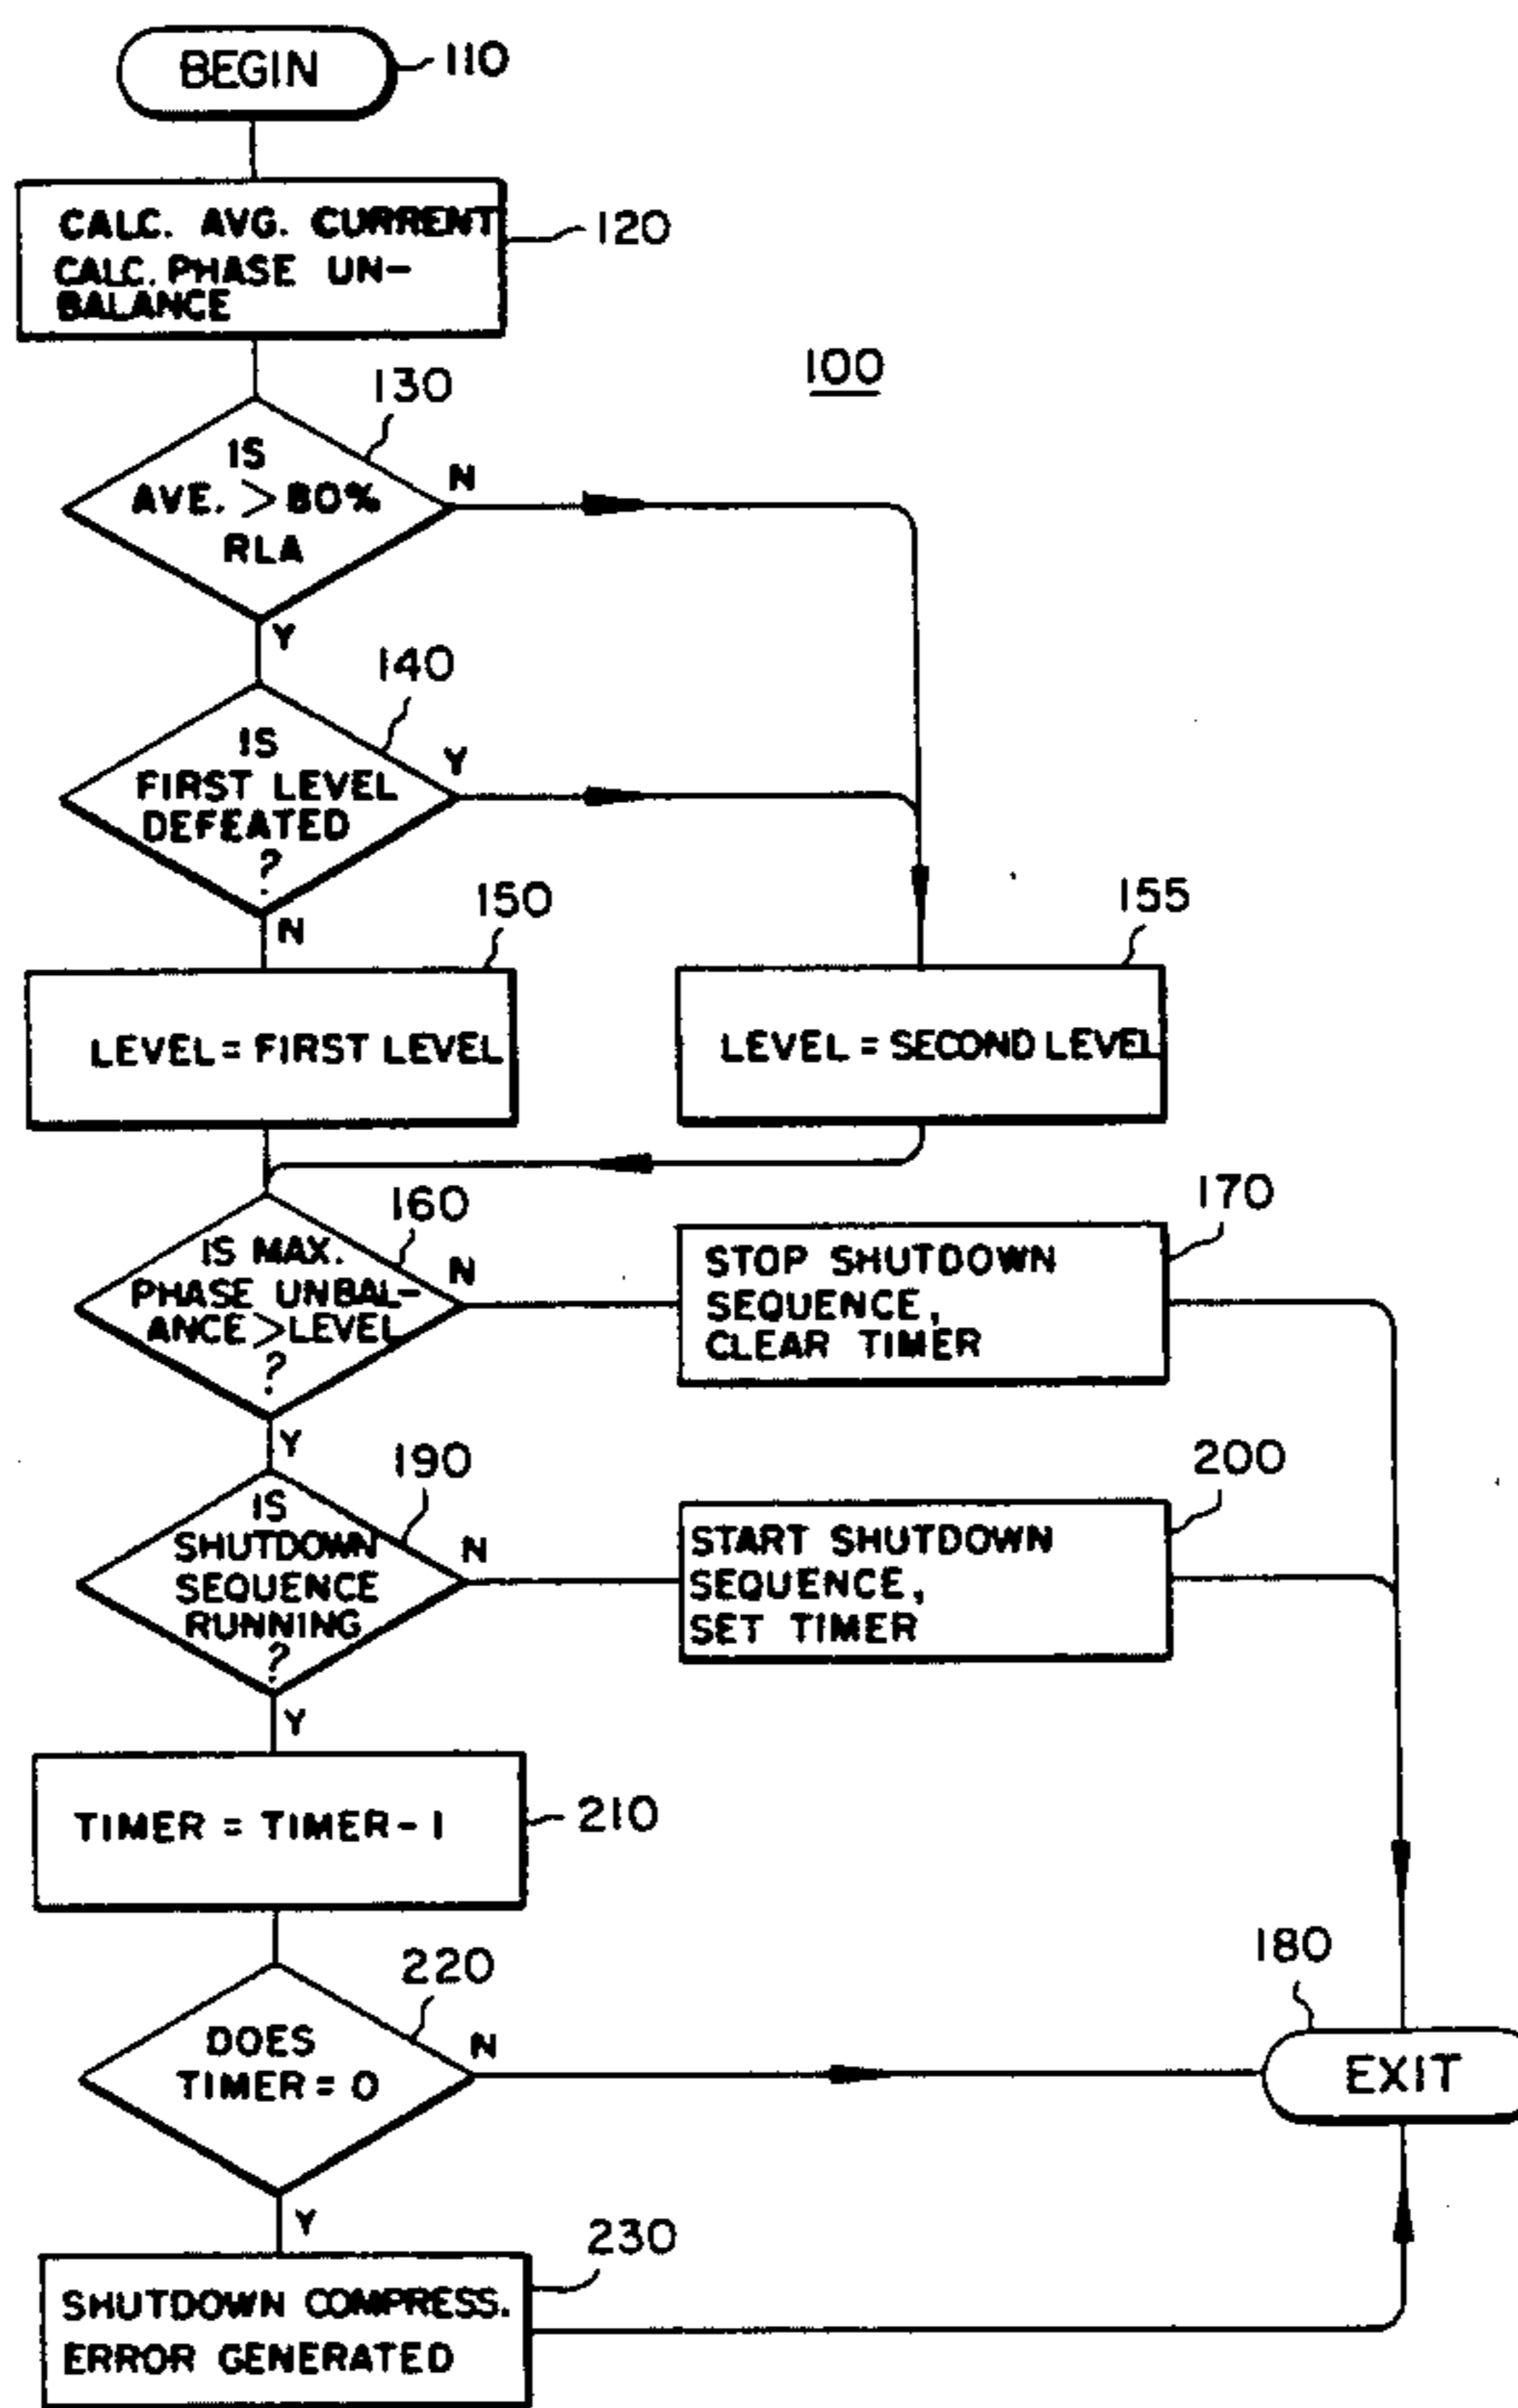 BEGIN
110
CALC. AVG. CURRENT
CALC. PHASE UN-
BALANCE
120
100
130
IS
AVE. > 80%
RLA
N
Y
140
IS
FIRST LEVEL
DEFEATED
?
Y
N
150
LEVEL = FIRST LEVEL
155
LEVEL = SECOND LEVEL
160
IS MAX.
PHASE UNBAL-
ANCE > LEVEL
?
N
Y
170
STOP SHUTDOWN
SEQUENCE,
CLEAR TIMER
190
IS
SHUTDOWN
SEQUENCE
RUNNING
?
N
Y
200
START SHUTDOWN
SEQUENCE,
SET TIMER
TIMER = TIMER - 1
210
220
DOES
TIMER = 0
N
Y
180
EXIT
230
SHUTDOWN COMPRESS.
ERROR GENERATED